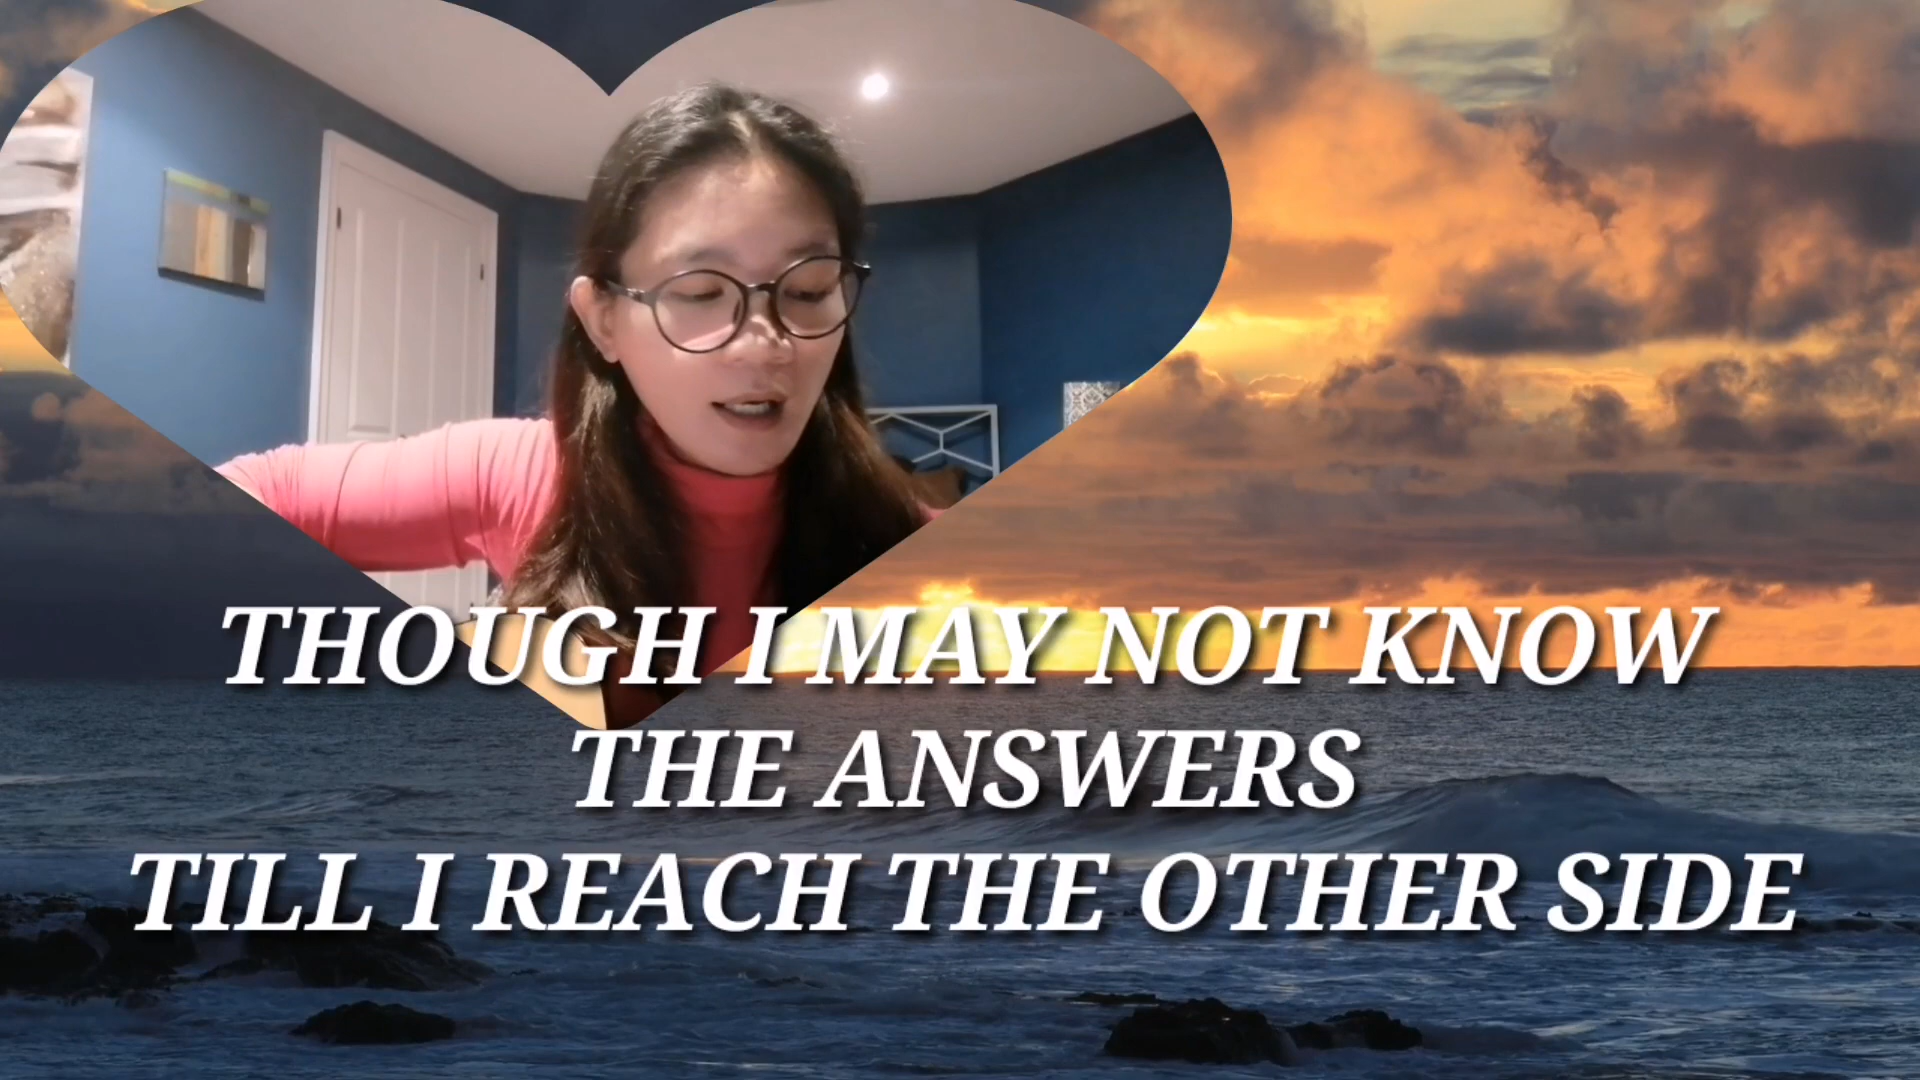 THOUGH I MAY NOT KNOW
THE ANSWERS
TILL I REACH THE OTHER SIDE